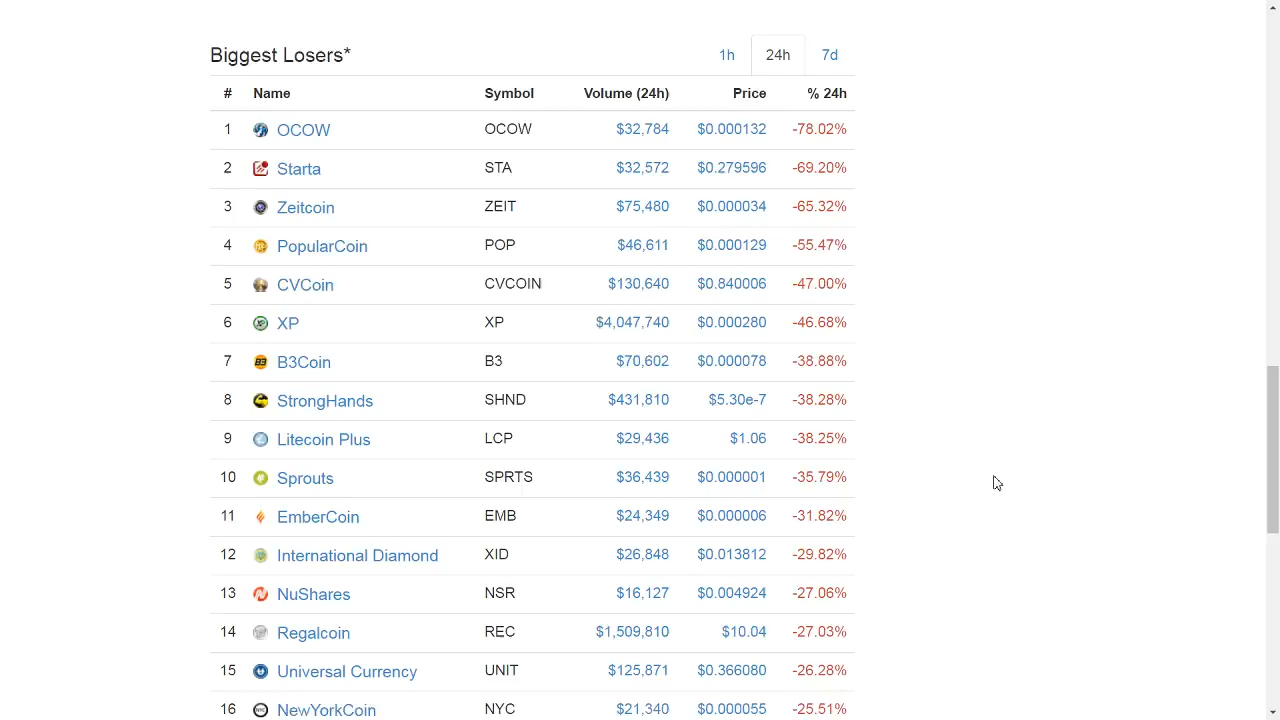 Biggest Losers* 1h 24h 7d
# Name Symbol Volume (24h) Price % 24h
1 OCOW OCOW $32,784 $0.000132 -78.02%
2 Starta STA $32,572 $0.279596 -69.20%
3 Zeitcoin ZEIT $75,480 $0.000034 -65.32%
4 PopularCoin POP $46,611 $0.000129 -55.47%
5 CVCoin CVCOIN $130,640 $0.840006 -47.00%
6 XP XP $4,047,740 $0.000280 -46.68%
7 B3Coin B3 $70,602 $0.000078 -38.88%
8 StrongHands SHND $431,810 $5.30e-7 -38.28%
9 Litecoin Plus LCP $29,436 $1.06 -38.25%
10 Sprouts SPRTS $36,439 $0.000001 -35.79%
11 EmberCoin EMB $24,349 $0.000006 -31.82%
12 International Diamond XID $26,848 $0.013812 -29.82%
13 NuShares NSR $16,127 $0.004924 -27.06%
14 Regalcoin REC $1,509,810 $10.04 -27.03%
15 Universal Currency UNIT $125,871 $0.366080 -26.28%
16 NewYorkCoin NYC $21,340 $0.000055 -25.51%